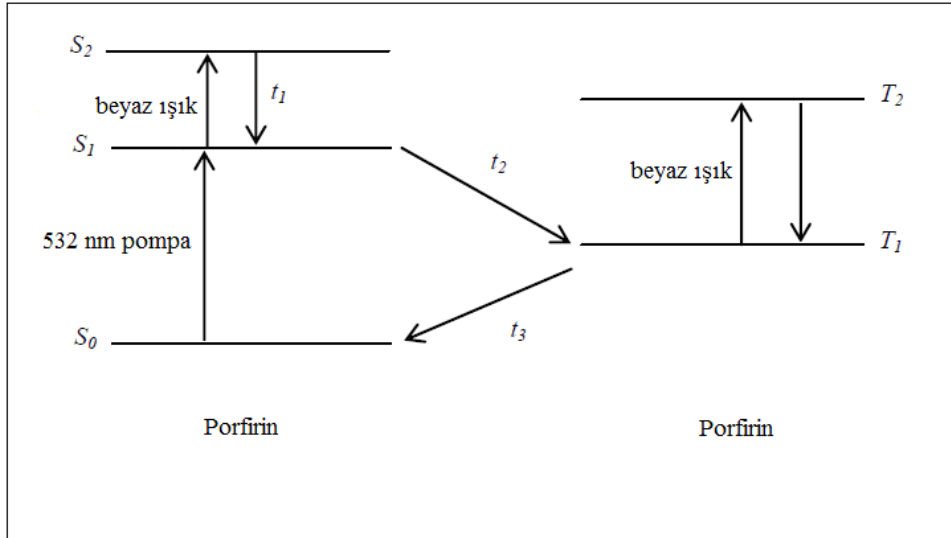 S2
t1
beyaz ışık
T2
S1
t2
beyaz ışık
532 nm pompa
T1
S0
t3
Porfirin
Porfirin